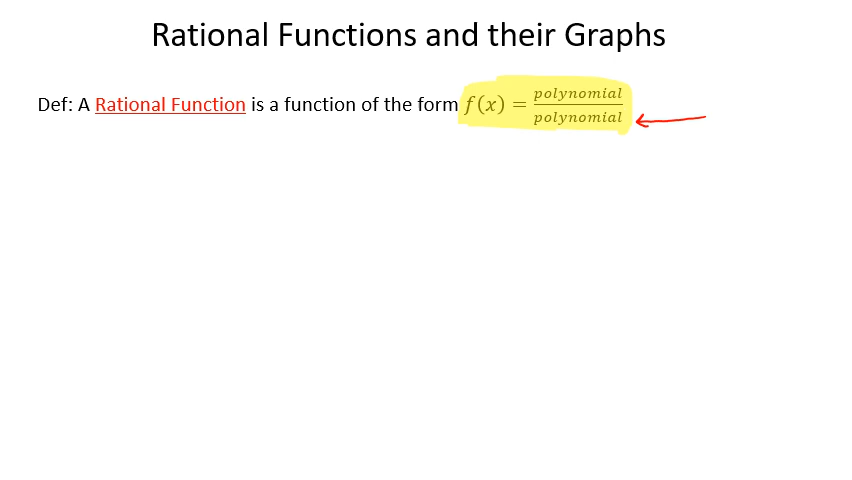 Rational Functions and their Graphs
Def: A Rational Function is a function of the form f(x) = polynomial/polynomial